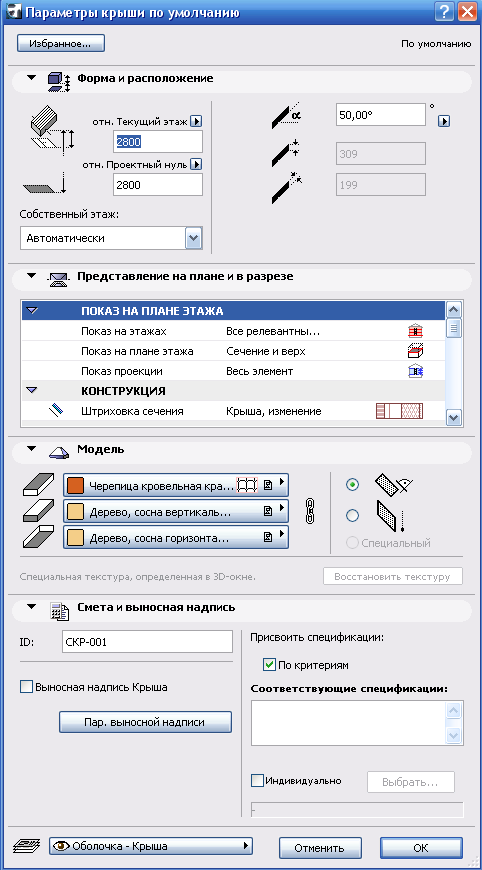 Параметры крыши по умолчанию
Избранное...
По умолчанию
Форма и расположение
отн. Текущий этаж
2800
отн. Проектный нуль
2800
Собственный этаж:
Автоматически
α
50,00°
°
309
199
Представление на плане и в разрезе
ПОКАЗ НА ПЛАНЕ ЭТАЖА
Показ на этажах Все релевантны...
Показ на плане этажа Сечение и верх
Показ проекции Весь элемент
КОНСТРУКЦИЯ
Штриховка сечения Крыша, изменение
Модель
Черепица кровельная кра...
Дерево, сосна вертикаль...
Дерево, сосна горизонта...
Специальный
Специальная текстура, определенная в 3D-окне.
Восстановить текстуру
Смета и выносная надпись
ID: СКР-001
Выносная надпись Крыша
Пар. выносной надписи
Присвоить спецификации:
По критериям
Соответствующие спецификации:
Индивидуально
Выбрать...
-
Оболочка - Крыша
Отменить
OK